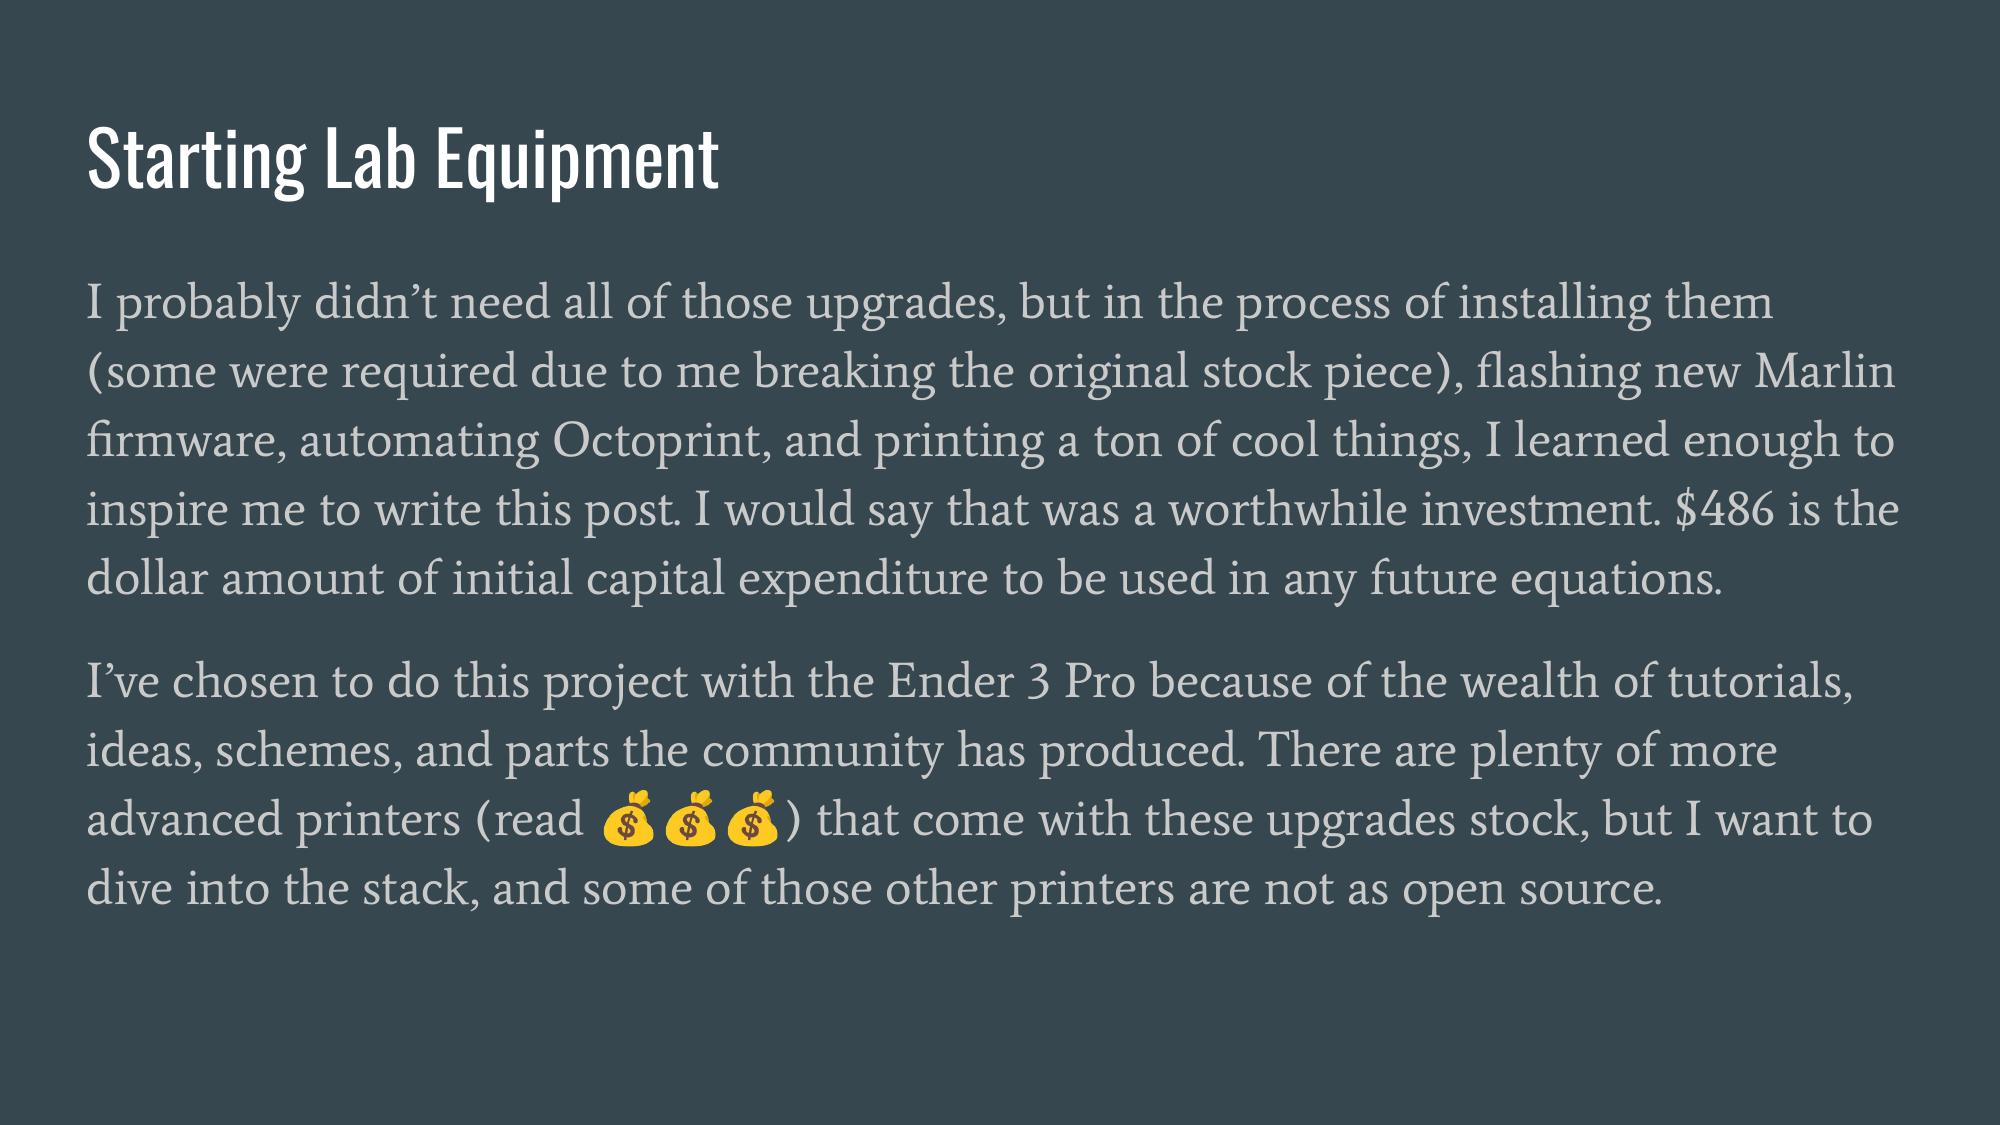 Starting Lab Equipment
I probably didn’t need all of those upgrades, but in the process of installing them
(some were required due to me breaking the original stock piece), flashing new Marlin
firmware, automating Octoprint, and printing a ton of cool things, I learned enough to
inspire me to write this post. I would say that was a worthwhile investment. $486 is the
dollar amount of initial capital expenditure to be used in any future equations.
I’ve chosen to do this project with the Ender 3 Pro because of the wealth of tutorials,
ideas, schemes, and parts the community has produced. There are plenty of more
advanced printers (read 💰💰💰) that come with these upgrades stock, but I want to
dive into the stack, and some of those other printers are not as open source.